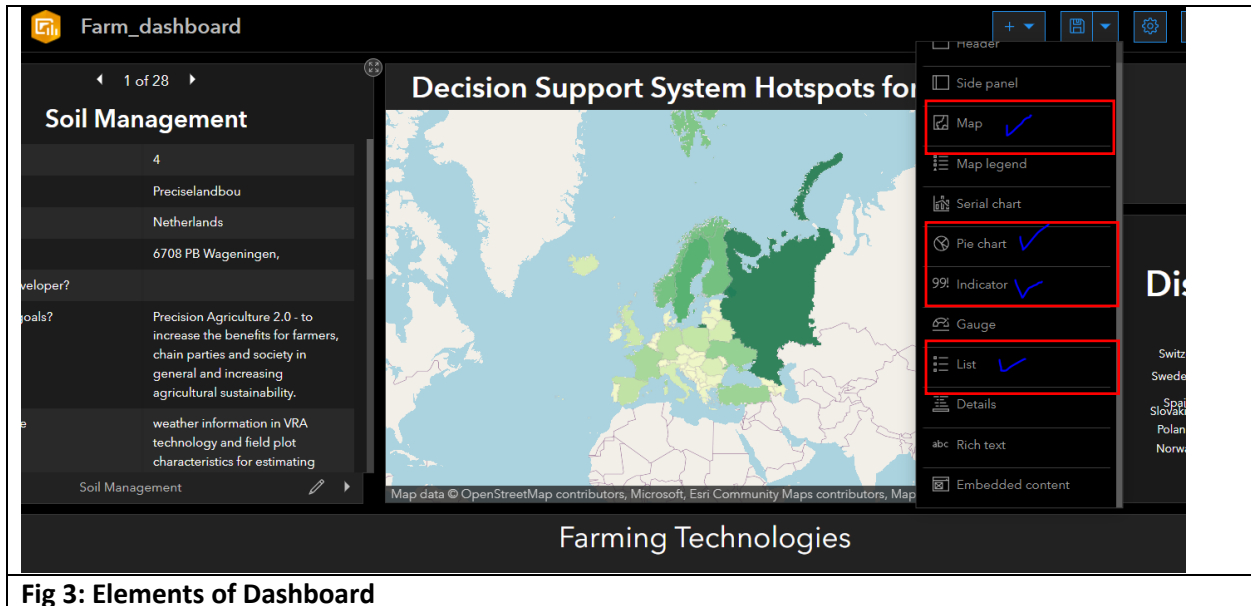 Farm_dashboard
1 of 28
Soil Management
4
Preciselandbou
Netherlands
6708 PB Wageningen,
veloper?
goals?
Precision Agriculture 2.0 - to
increase the benefits for farmers,
chain parties and society in
general and increasing
agricultural sustainability.
weather information in VRA
technology and field plot
characteristics for estimating
Soil Management
Decision Support System Hotspots for
Map data © OpenStreetMap contributors, Microsoft, Esri Community Maps contributors, Map
Header
Side panel
Map
Map legend
Serial chart
Pie chart
99! Indicator
Gauge
List
Details
abc Rich text
Embedded content
Dis
Switz
Swede
Spai
Slovaki
Polan
Norwa
Farming Technologies
Fig 3: Elements of Dashboard